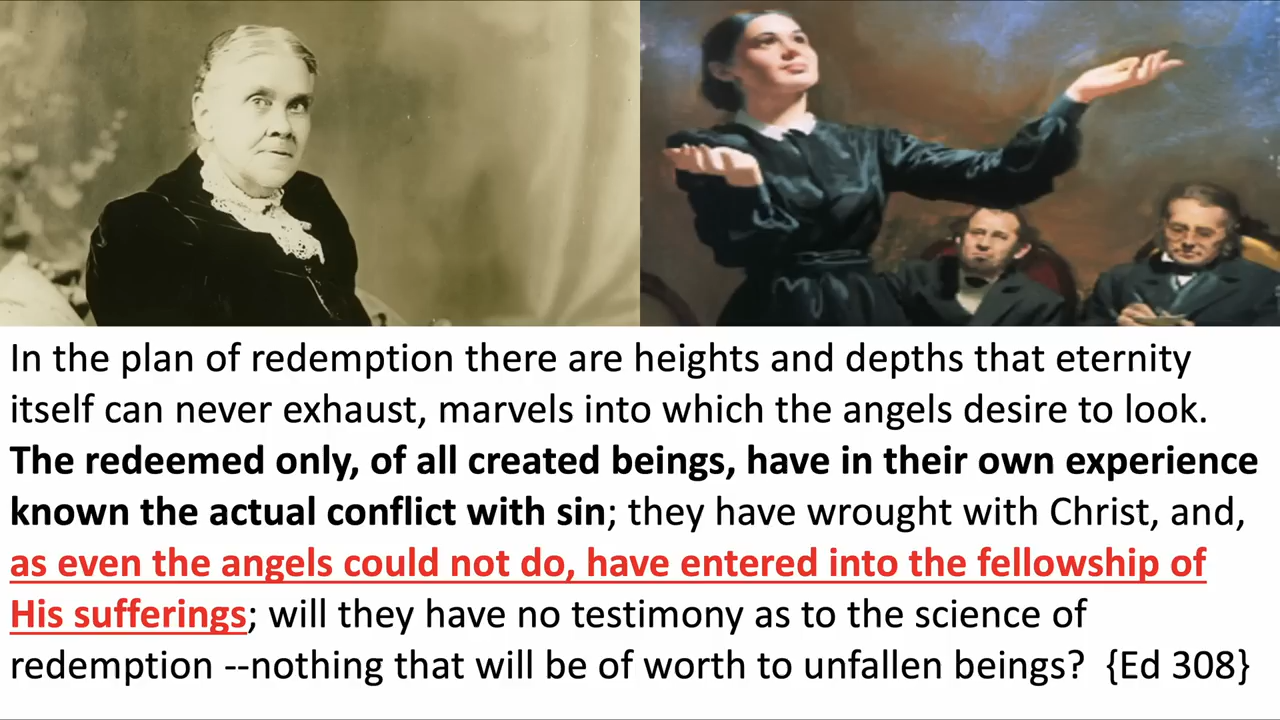 In the plan of redemption there are heights and depths that eternity
itself can never exhaust, marvels into which the angels desire to look.
The redeemed only, of all created beings, have in their own experience
known the actual conflict with sin; they have wrought with Christ, and,
as even the angels could not do, have entered into the fellowship of
His sufferings; will they have no testimony as to the science of
redemption --nothing that will be of worth to unfallen beings?  {Ed 308}